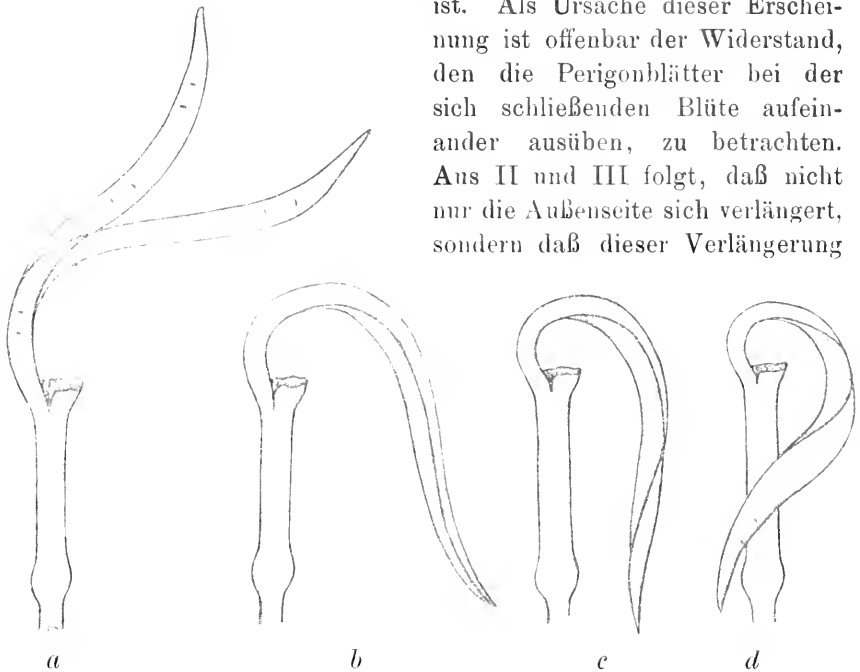 ist. Als Ursache dieser Erschei-
nung ist offenbar der Widerstand,
den die Perigonblätter bei der
sich schließenden Blüte aufein-
ander ausüben, zu betrachten.
Aus II und III folgt, daß nicht
nur die Außenseite sich verlängert,
sondern daß dieser Verlängerung
a b c d